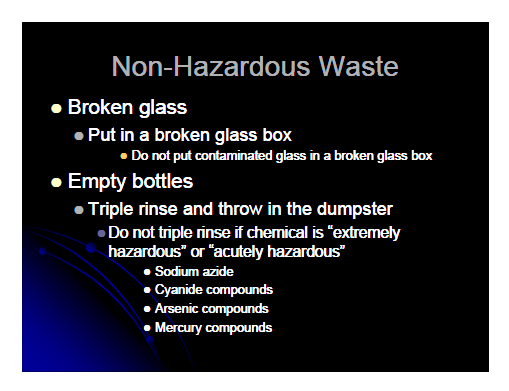 Non-Hazardous Waste
Broken glass
Put in a broken glass box
Do not put contaminated glass in a broken glass box
Empty bottles
Triple rinse and throw in the dumpster
Do not triple rinse if chemical is “extremely
hazardous” or “acutely hazardous”
Sodium azide
Cyanide compounds
Arsenic compounds
Mercury compounds